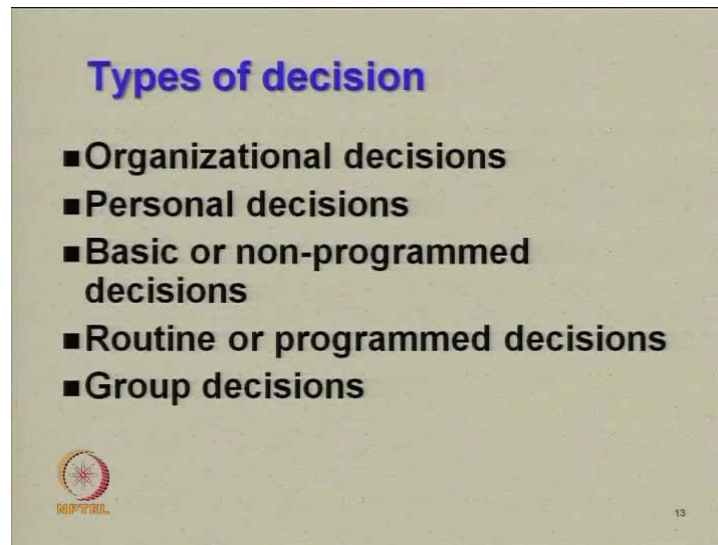 Types of decision
■Organizational decisions
■Personal decisions
■Basic or non-programmed
decisions
■Routine or programmed decisions
■Group decisions
NPTEL
13